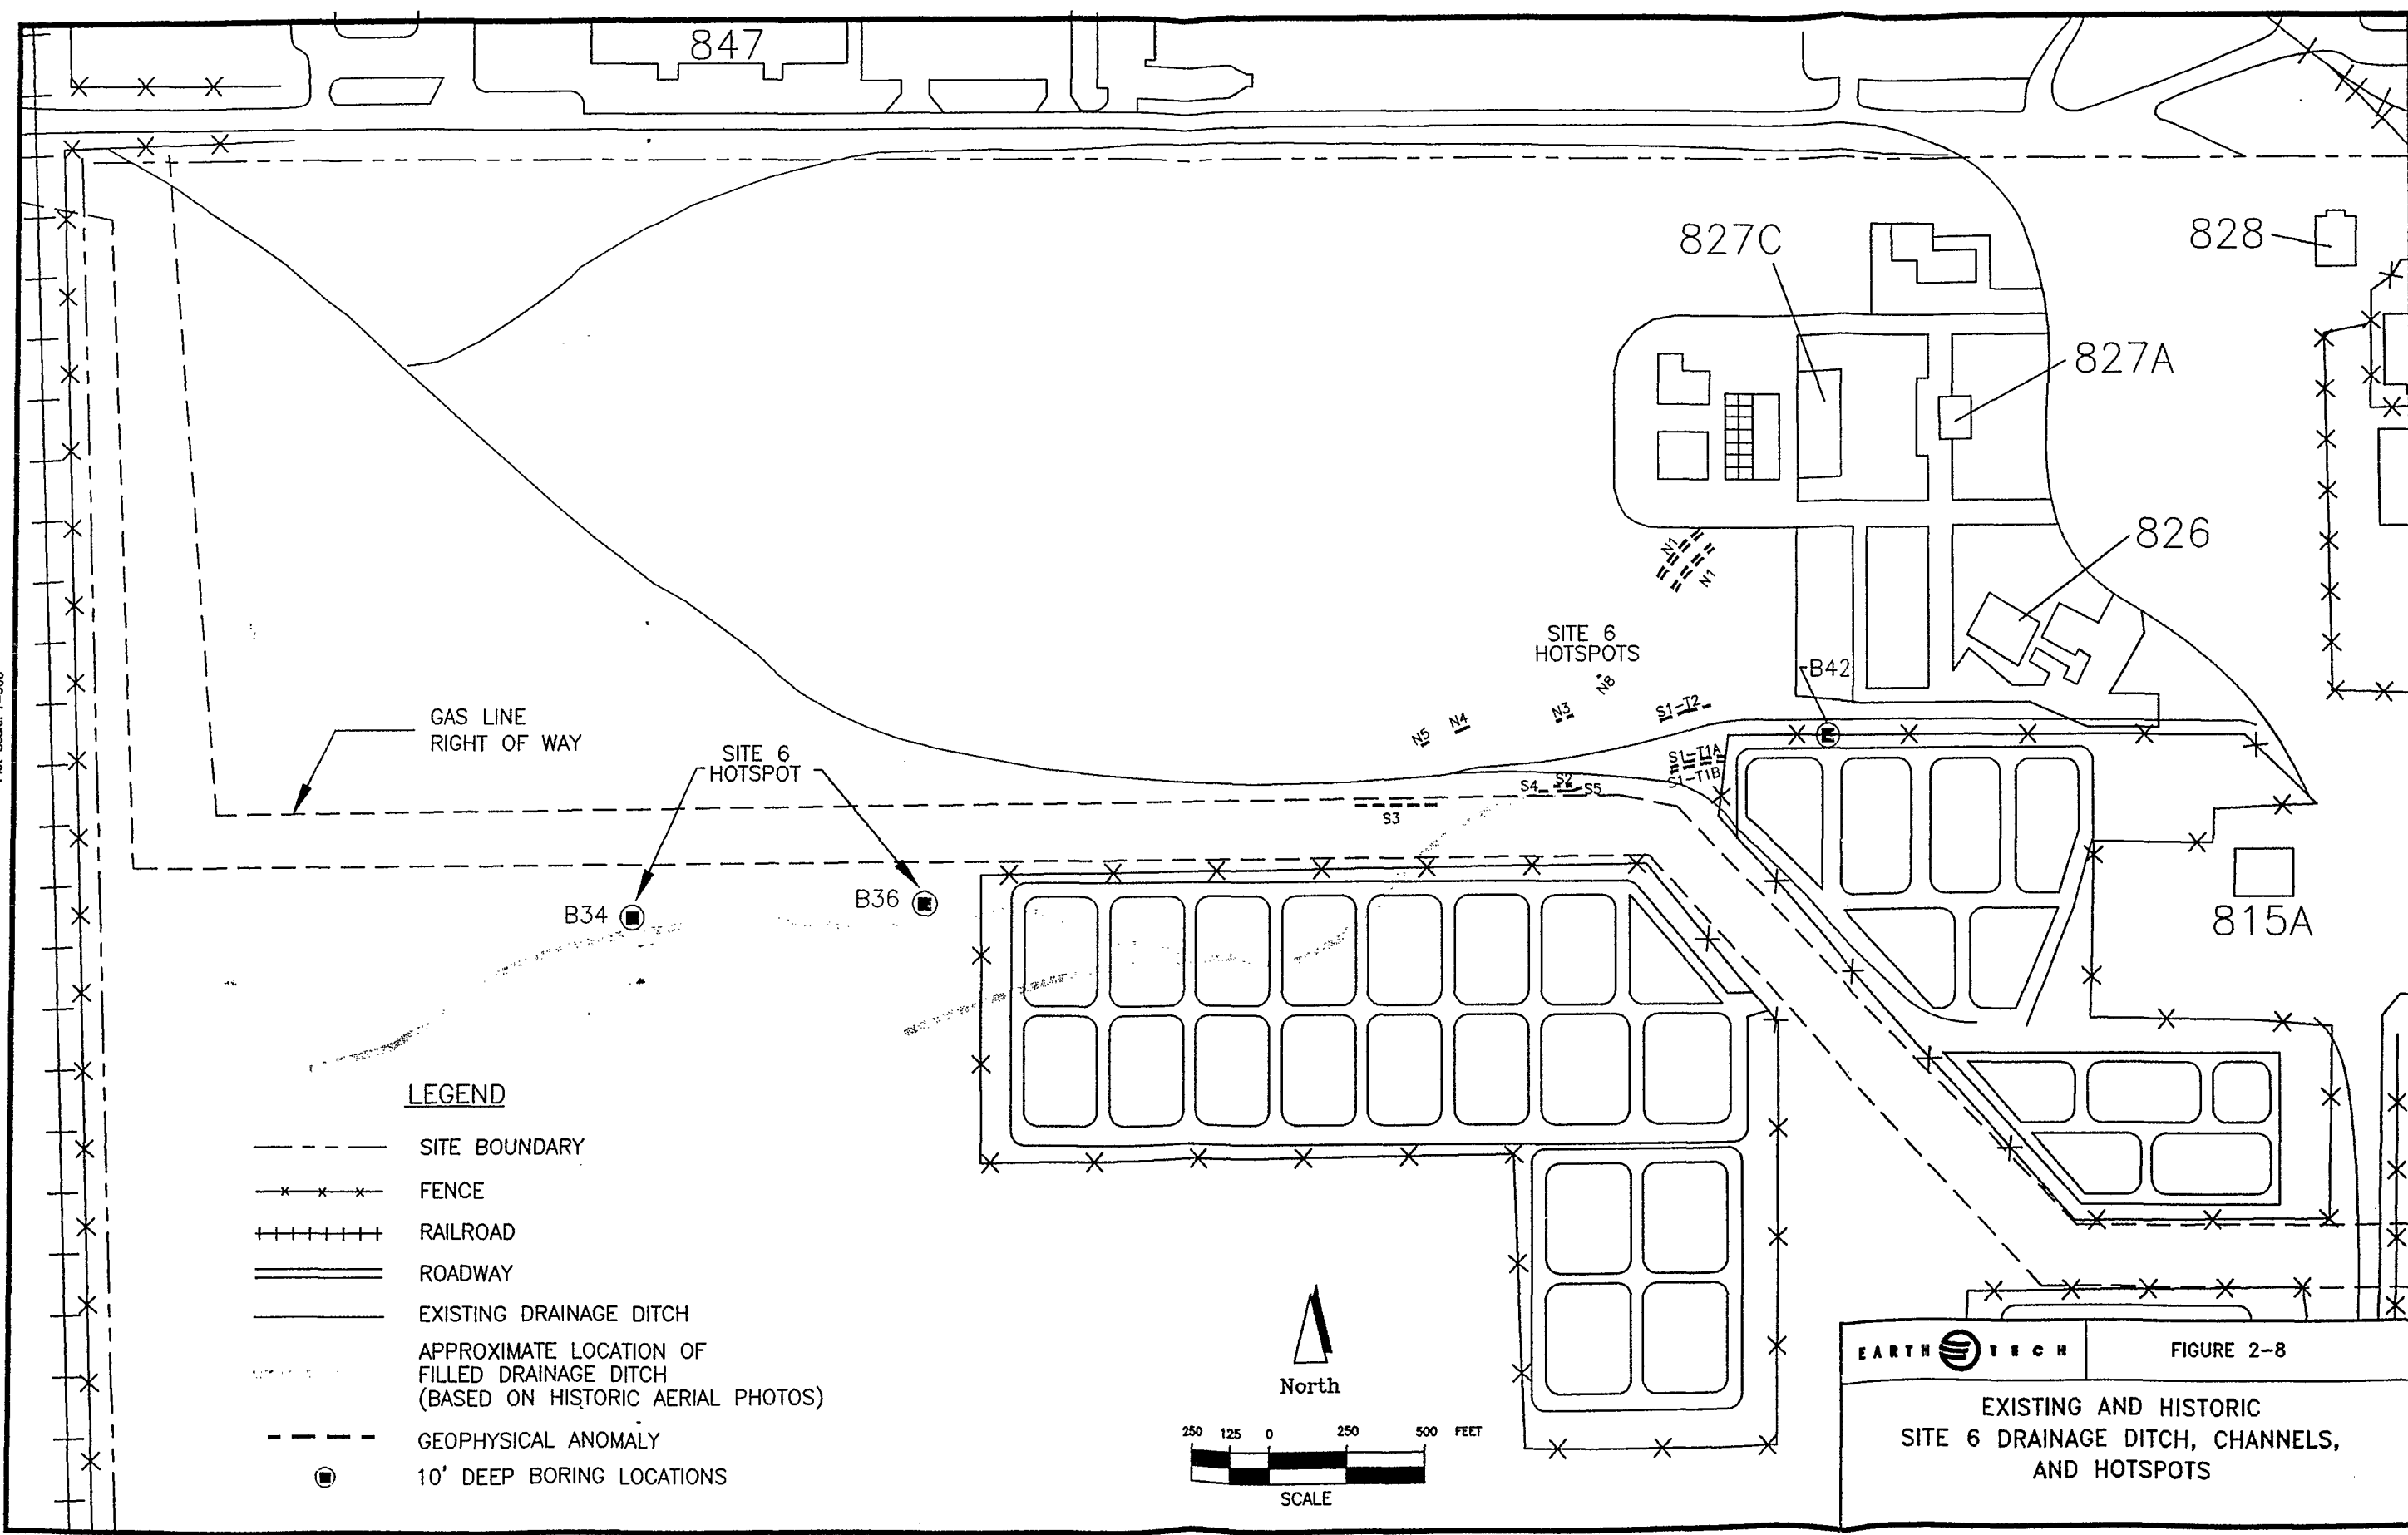 847
827C
828
827A
826
SITE 6
HOTSPOTS
N1
N1
N8
B42
S1-T2
N3
N4
N5
GAS LINE
RIGHT OF WAY
SITE 6
HOTSPOT
S1-T1A
S1-T1B
S4
S2
S5
S3
B34
B36
815A
LEGEND
SITE BOUNDARY
FENCE
RAILROAD
ROADWAY
EXISTING DRAINAGE DITCH
APPROXIMATE LOCATION OF
FILLED DRAINAGE DITCH
(BASED ON HISTORIC AERIAL PHOTOS)
GEOPHYSICAL ANOMALY
10' DEEP BORING LOCATIONS
North
250 125 0 250 500 FEET
SCALE
EARTH TECH
FIGURE 2-8
EXISTING AND HISTORIC
SITE 6 DRAINAGE DITCH, CHANNELS,
AND HOTSPOTS